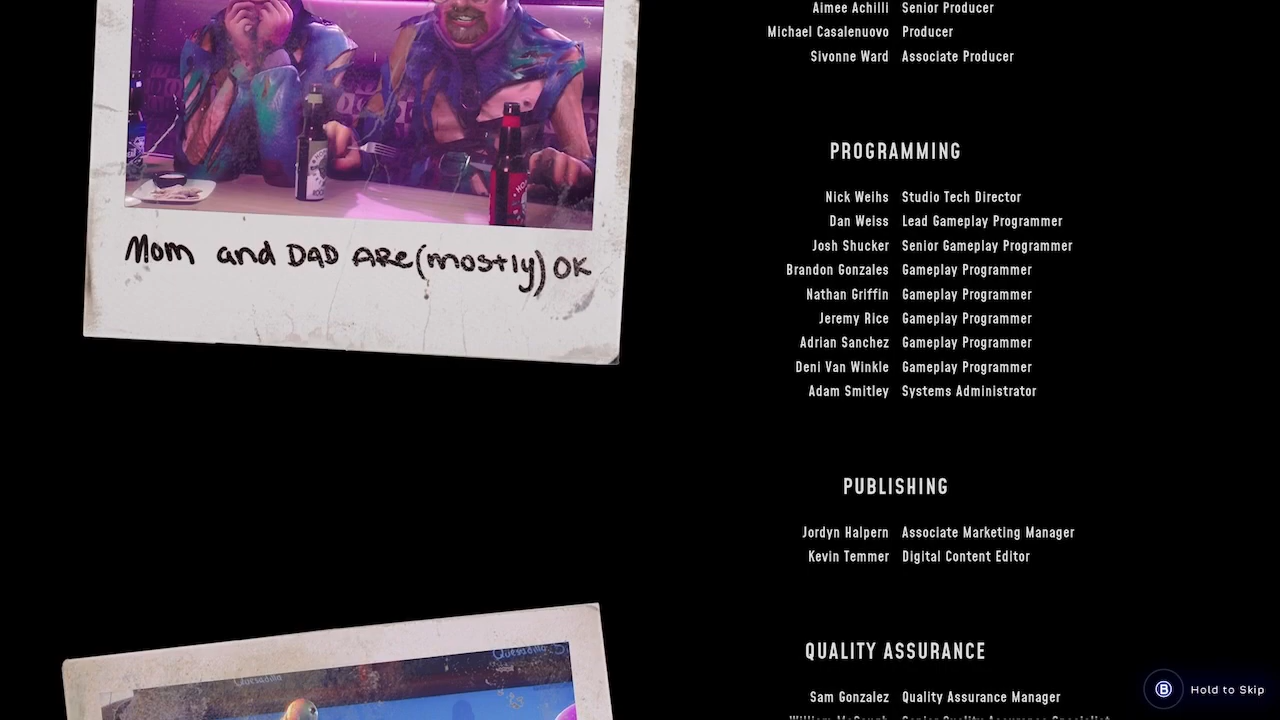 Mom and DAD ARe (mostly) OK
Quesadilla
Aimee Achilli Senior Producer
Michael Casalenuovo Producer
Sivonne Ward Associate Producer
PROGRAMMING
Nick Weihs Studio Tech Director
Dan Weiss Lead Gameplay Programmer
Josh Shucker Senior Gameplay Programmer
Brandon Gonzales Gameplay Programmer
Nathan Griffin Gameplay Programmer
Jeremy Rice Gameplay Programmer
Adrian Sanchez Gameplay Programmer
Deni Van Winkle Gameplay Programmer
Adam Smitley Systems Administrator
PUBLISHING
Jordyn Halpern Associate Marketing Manager
Kevin Temmer Digital Content Editor
QUALITY ASSURANCE
Sam Gonzalez Quality Assurance Manager
B Hold to Skip